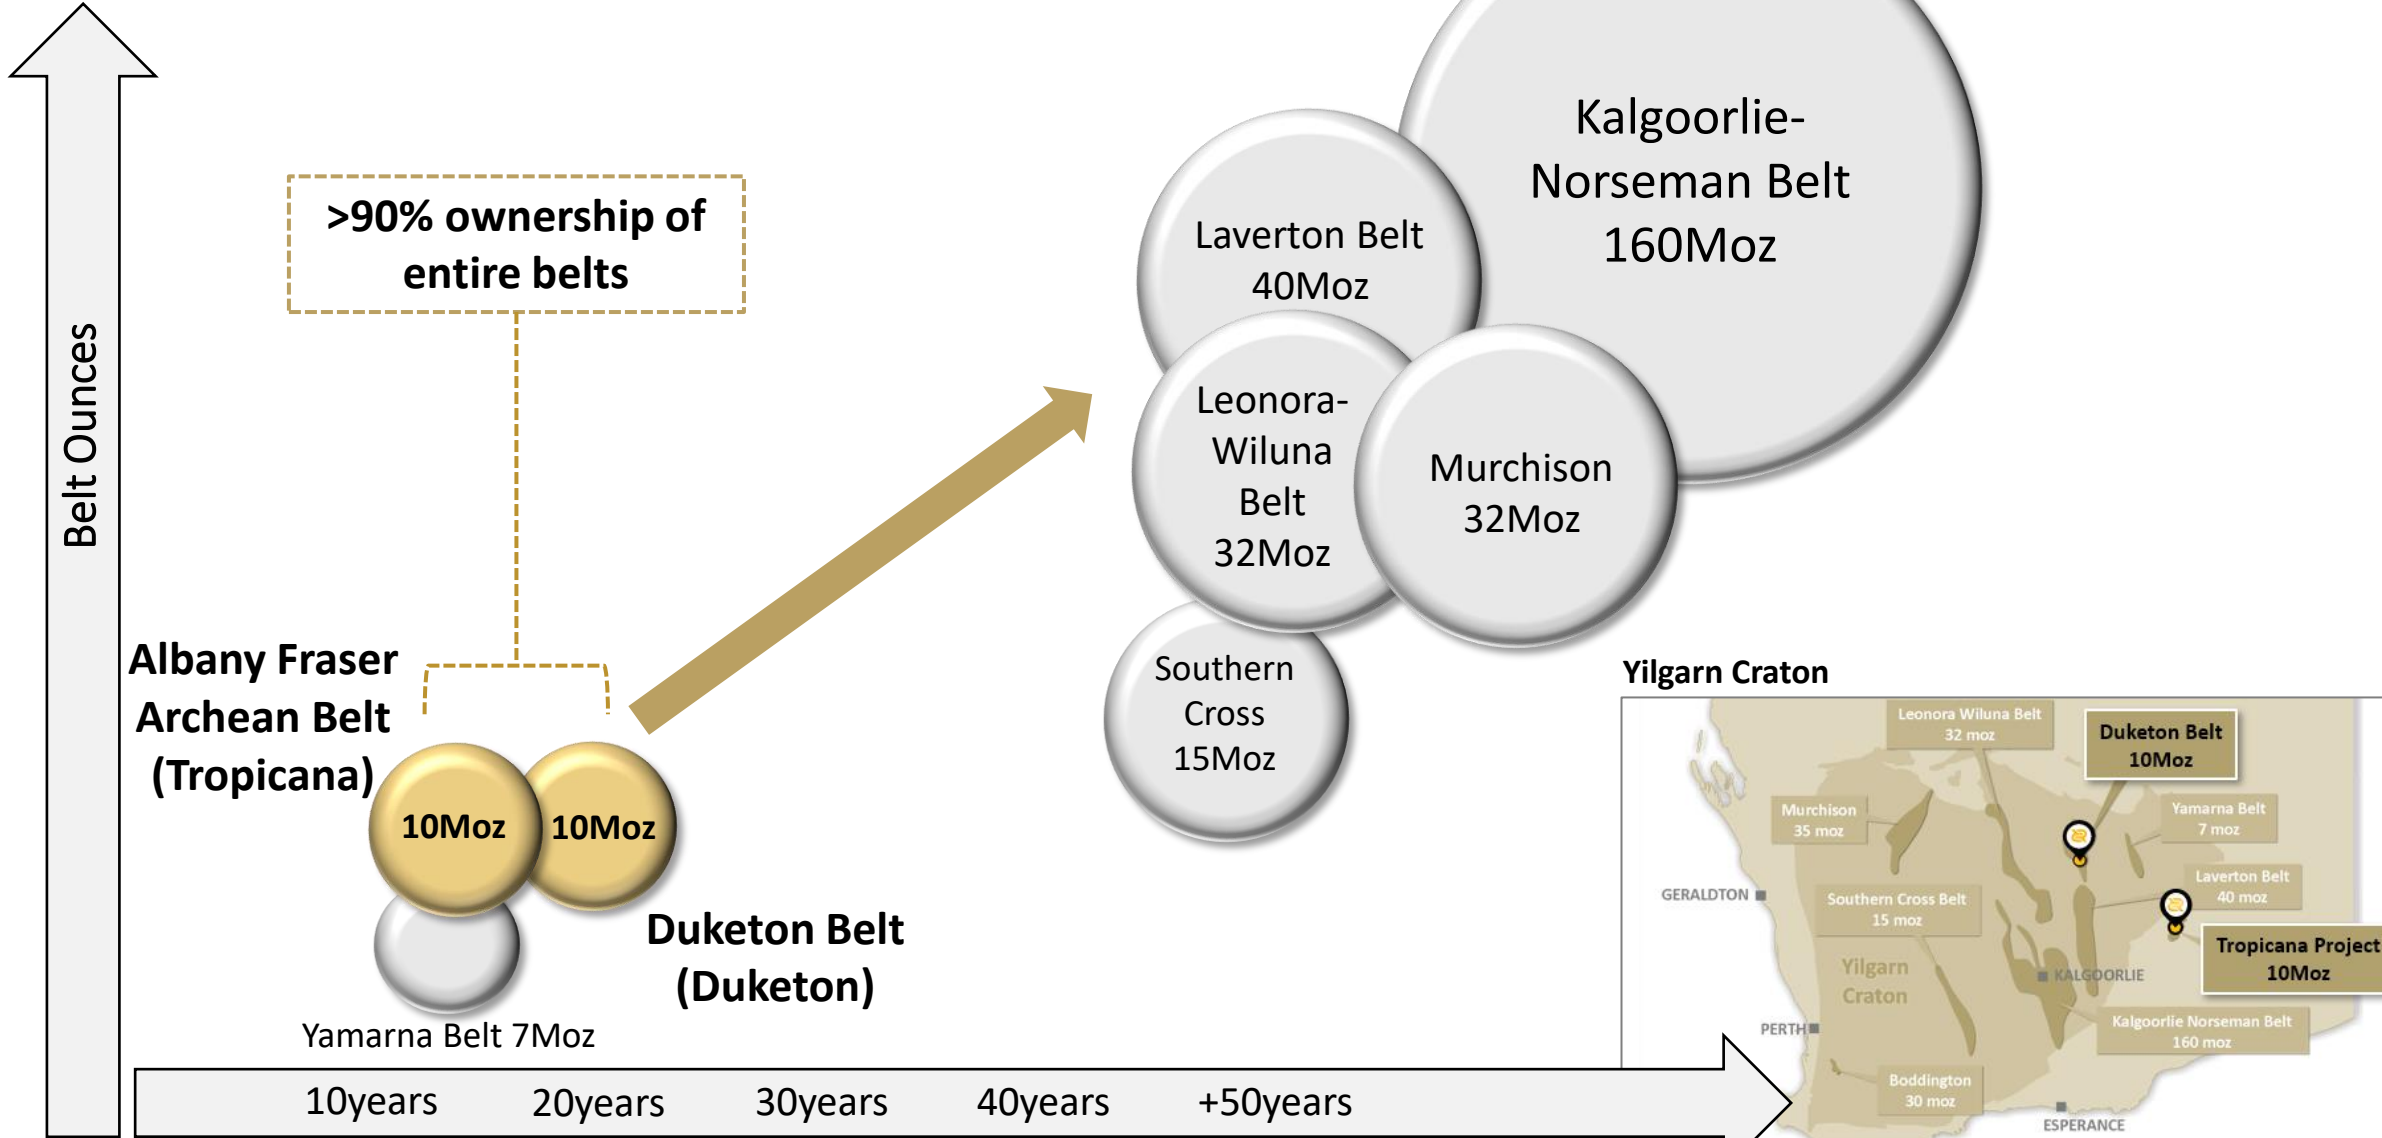 Belt Ounces
>90% ownership of
entire belts
Albany Fraser
Archean Belt
(Tropicana)
10Moz
10Moz
Duketon Belt
(Duketon)
Yamarna Belt 7Moz
Kalgoorlie-
Norseman Belt
160Moz
Laverton Belt
40Moz
Leonora-
Wiluna
Belt
32Moz
Murchison
32Moz
Southern
Cross
15Moz
10years
20years
30years
40years
+50years
Yilgarn Craton
Leonora Wiluna Belt
32 moz
Duketon Belt
10Moz
Murchison
35 moz
Yamarna Belt
7 moz
Laverton Belt
40 moz
GERALDTON
Southern Cross Belt
15 moz
Tropicana Project
10Moz
Yilgarn
Craton
KALGOORLIE
PERTH
Kalgoorlie Norseman Belt
160 moz
Boddington
30 moz
ESPERANCE